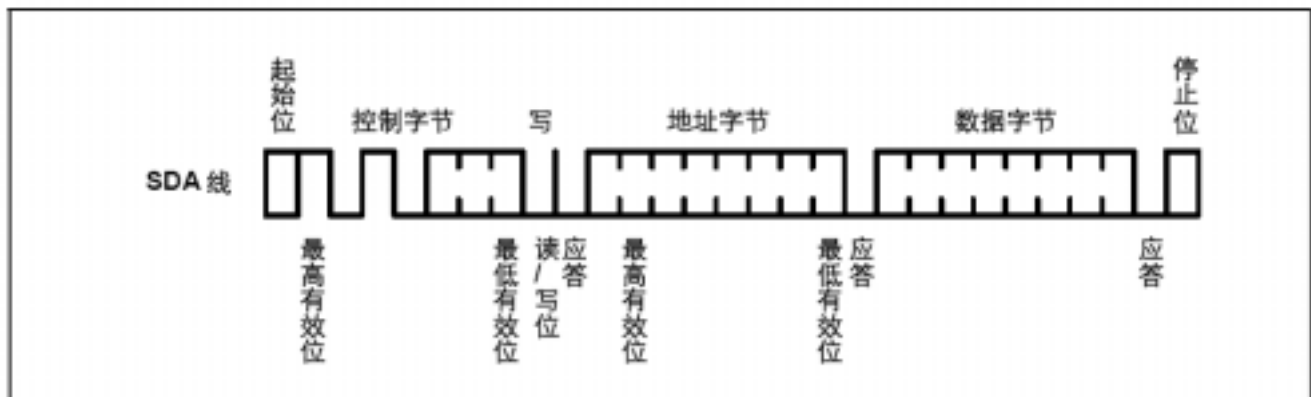 起始位
控制字节
写
地址字节
数据字节
停止位
SDA 线
最高有效位
最低有效位
读/写位
应答
最高有效位
最低有效位
应答
应答